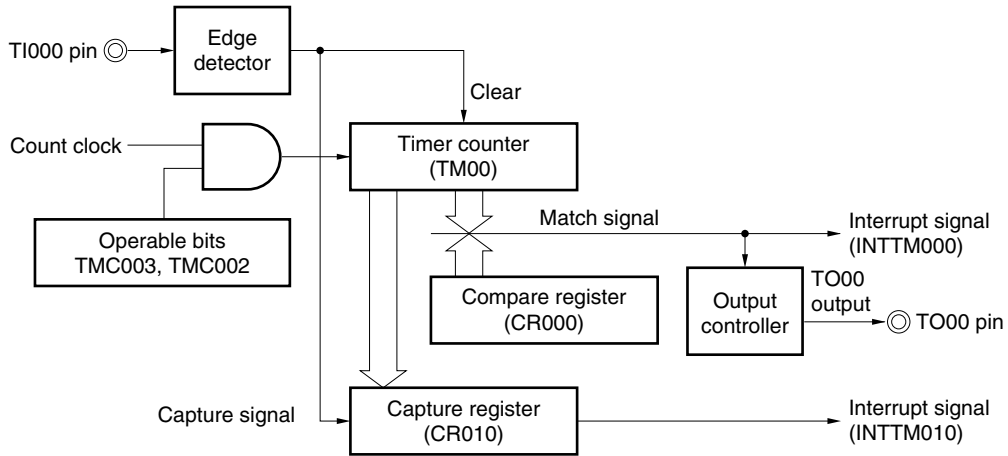 TI000 pin
Edge
detector
Clear
Count clock
Timer counter
(TM00)
Operable bits
TMC003, TMC002
Match signal
Interrupt signal
(INTTM000)
Compare register
(CR000)
Output
controller
TO00
output
TO00 pin
Capture signal
Capture register
(CR010)
Interrupt signal
(INTTM010)